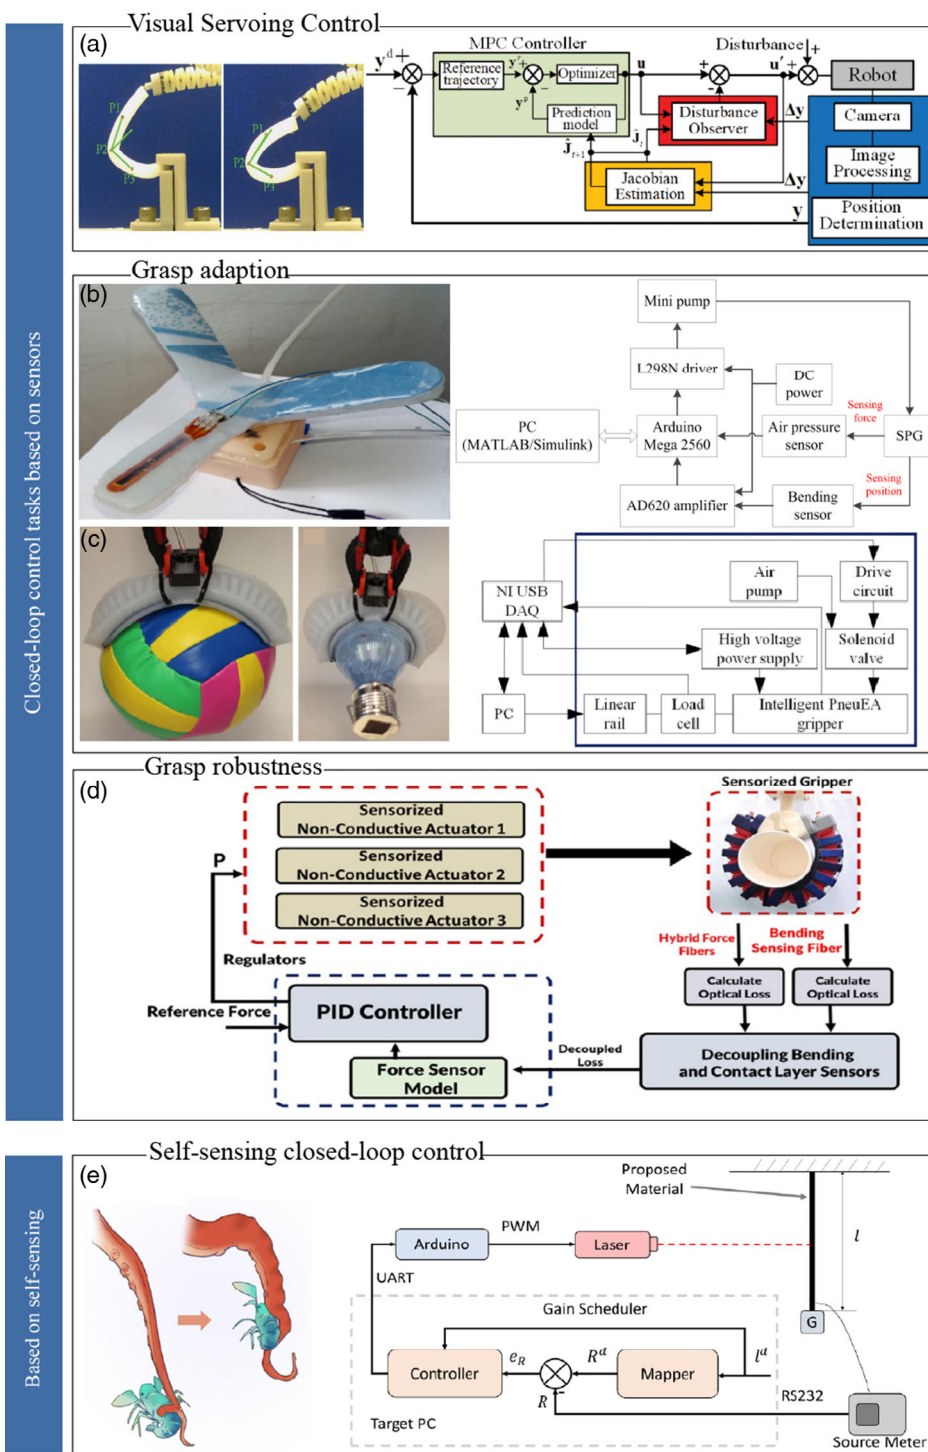 Closed-loop control tasks based on sensors
Visual Servoing Control
(a)
P1
P2
P3
P1
P2
P3
y^d
+
−
MPC Controller
Reference
trajectory
y^r
+
−
Optimizer
y^p
Prediction
model
u
+
-
Disturbance
u′
+
+
Robot
Disturbance
Observer
Δy
Camera
Ĵ_t
Ĵ_{t+1}
Image
Processing
Jacobian
Estimation
Δy
y
Position
Determination
Grasp adaption
(b)
Mini pump
L298N driver
DC
power
PC
(MATLAB/Simulink)
Arduino
Mega 2560
Air pressure
sensor
Sensing
force
SPG
Sensing
position
AD620 amplifier
Bending
sensor
(c)
NI USB
DAQ
Air
pump
Drive
circuit
High voltage
power supply
Solenoid
valve
PC
Linear
rail
Load
cell
Intelligent PneuEA
gripper
Grasp robustness
(d)
Sensorized
Non-Conductive Actuator 1
Sensorized
Non-Conductive Actuator 2
Sensorized
Non-Conductive Actuator 3
Sensorized Gripper
P
Hybrid Force
Fibers
Bending
Sensing Fiber
Regulators
Calculate
Optical Loss
Calculate
Optical Loss
Reference Force
PID Controller
Decoupled
Loss
Decoupling Bending
and Contact Layer Sensors
Force Sensor
Model
Based on self-sensing
Self-sensing closed-loop control
(e)
Proposed
Material
l
PWM
Arduino
Laser
UART
G
Gain Scheduler
Controller
e_R
R^d
Mapper
l^d
R
-
RS232
Target PC
Source Meter